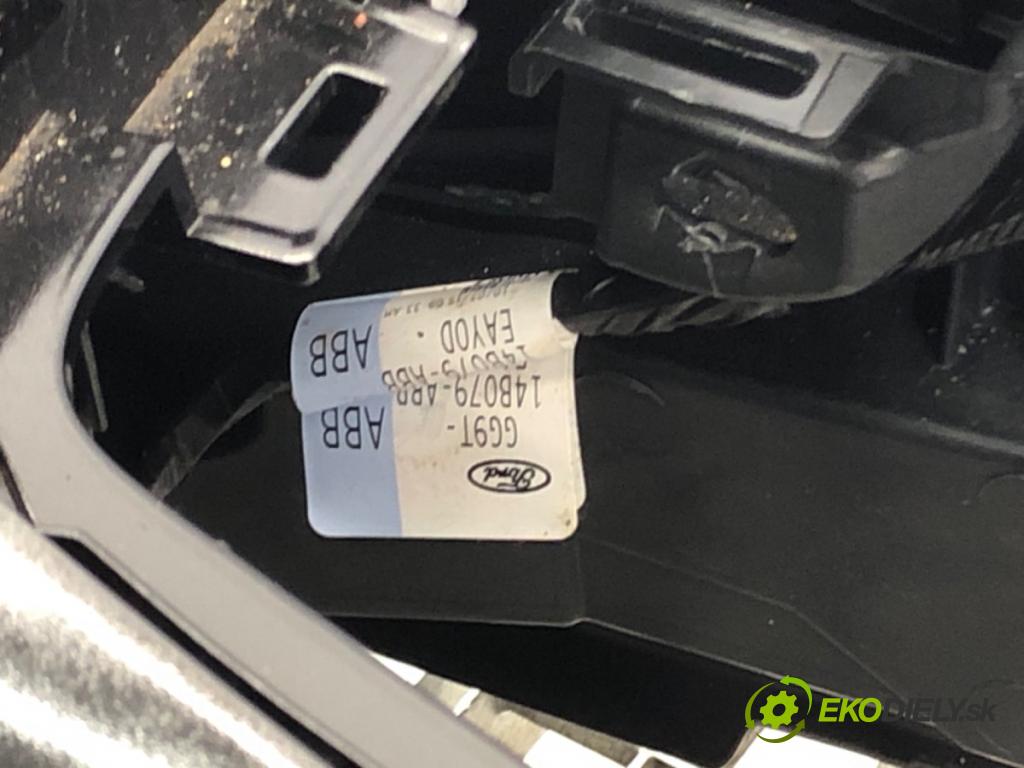 Ford
GG9T-
14B079-ABB
ABB
14B079-ABB
EAYOD
ABB
EKODIELY.sk